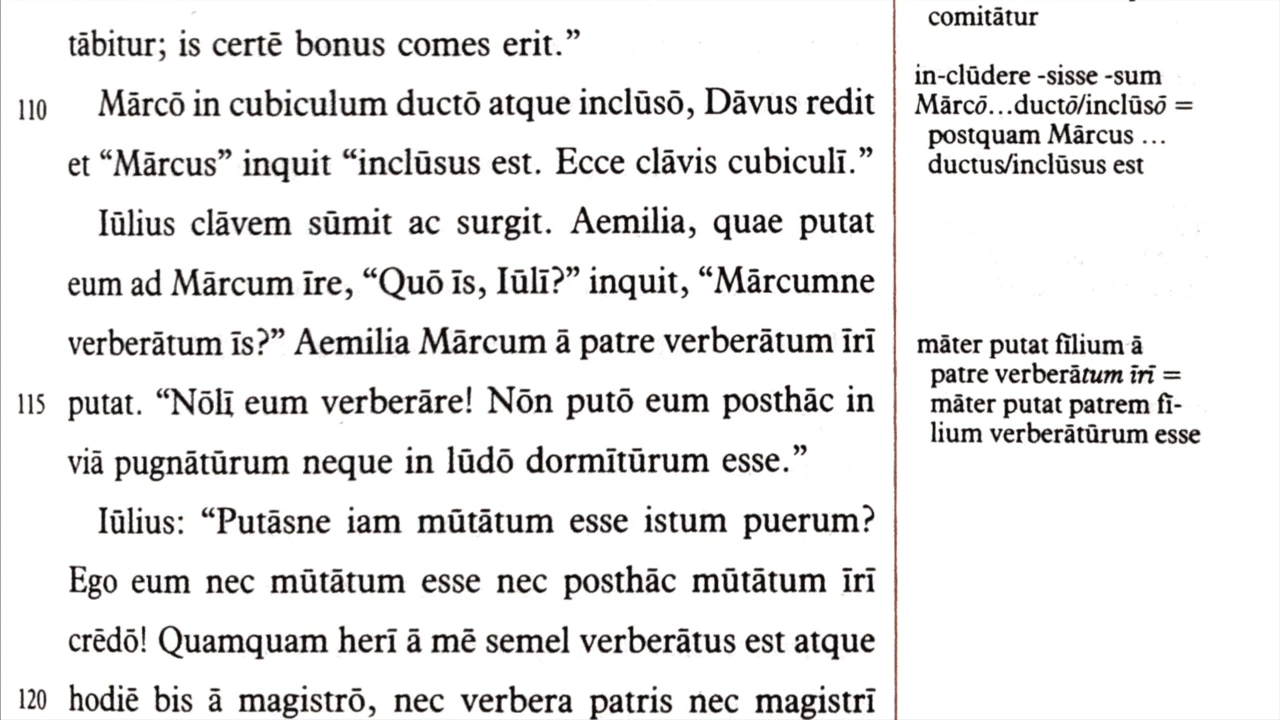 tābitur; is certē bonus comes erit.”
110 Mārcō in cubiculum ductō atque inclūsō, Dāvus redit
et “Mārcus” inquit “inclūsus est. Ecce clāvis cubiculī.”
Iūlius clāvem sūmit ac surgit. Aemilia, quae putat
eum ad Mārcum īre, “Quō īs, Iūlī?” inquit, “Mārcumne
verberātum īs?” Aemilia Mārcum ā patre verberātum īrī
115 putat. “Nōlī eum verberāre! Nōn putō eum posthāc in
viā pugnātūrum neque in lūdō dormītūrum esse.”
Iūlius: “Putāsne iam mūtātum esse istum puerum?
Ego eum nec mūtātum esse nec posthāc mūtātum īrī
crēdō! Quamquam herī ā mē semel verberātus est atque
120 hodiē bis ā magistrō, nec verbera patris nec magistrī
comitātur
in-clūdere -sisse -sum
Mārcō...ductō/inclūsō =
postquam Mārcus ...
ductus/inclūsus est
māter putat fīlium ā
patre verberātum īrī =
māter putat patrem fī-
lium verberātūrum esse